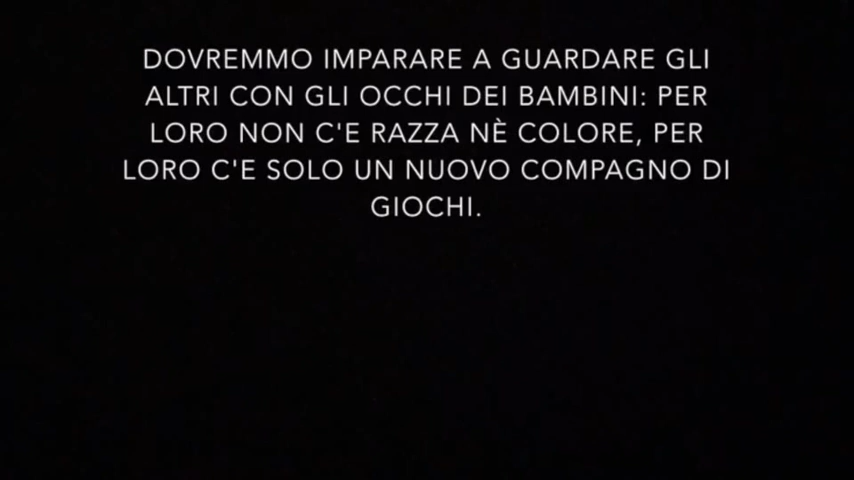 DOVREMMO IMPARARE A GUARDARE GLI
ALTRI CON GLI OCCHI DEI BAMBINI: PER
LORO NON C'E RAZZA NÈ COLORE, PER
LORO C'E SOLO UN NUOVO COMPAGNO DI
GIOCHI.